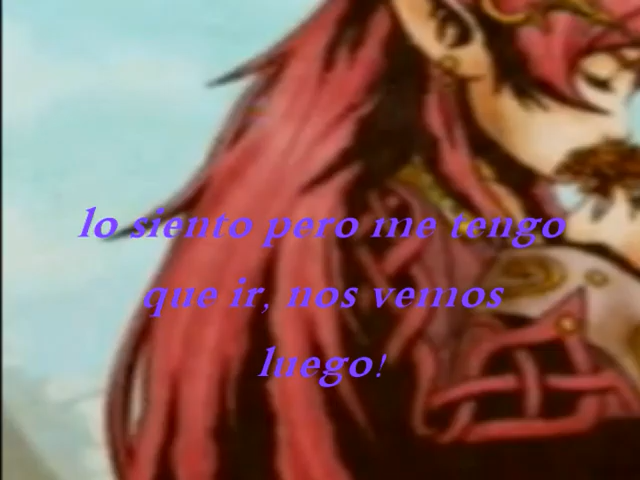 lo siento pero me tengo
que ir, nos vemos
luego!